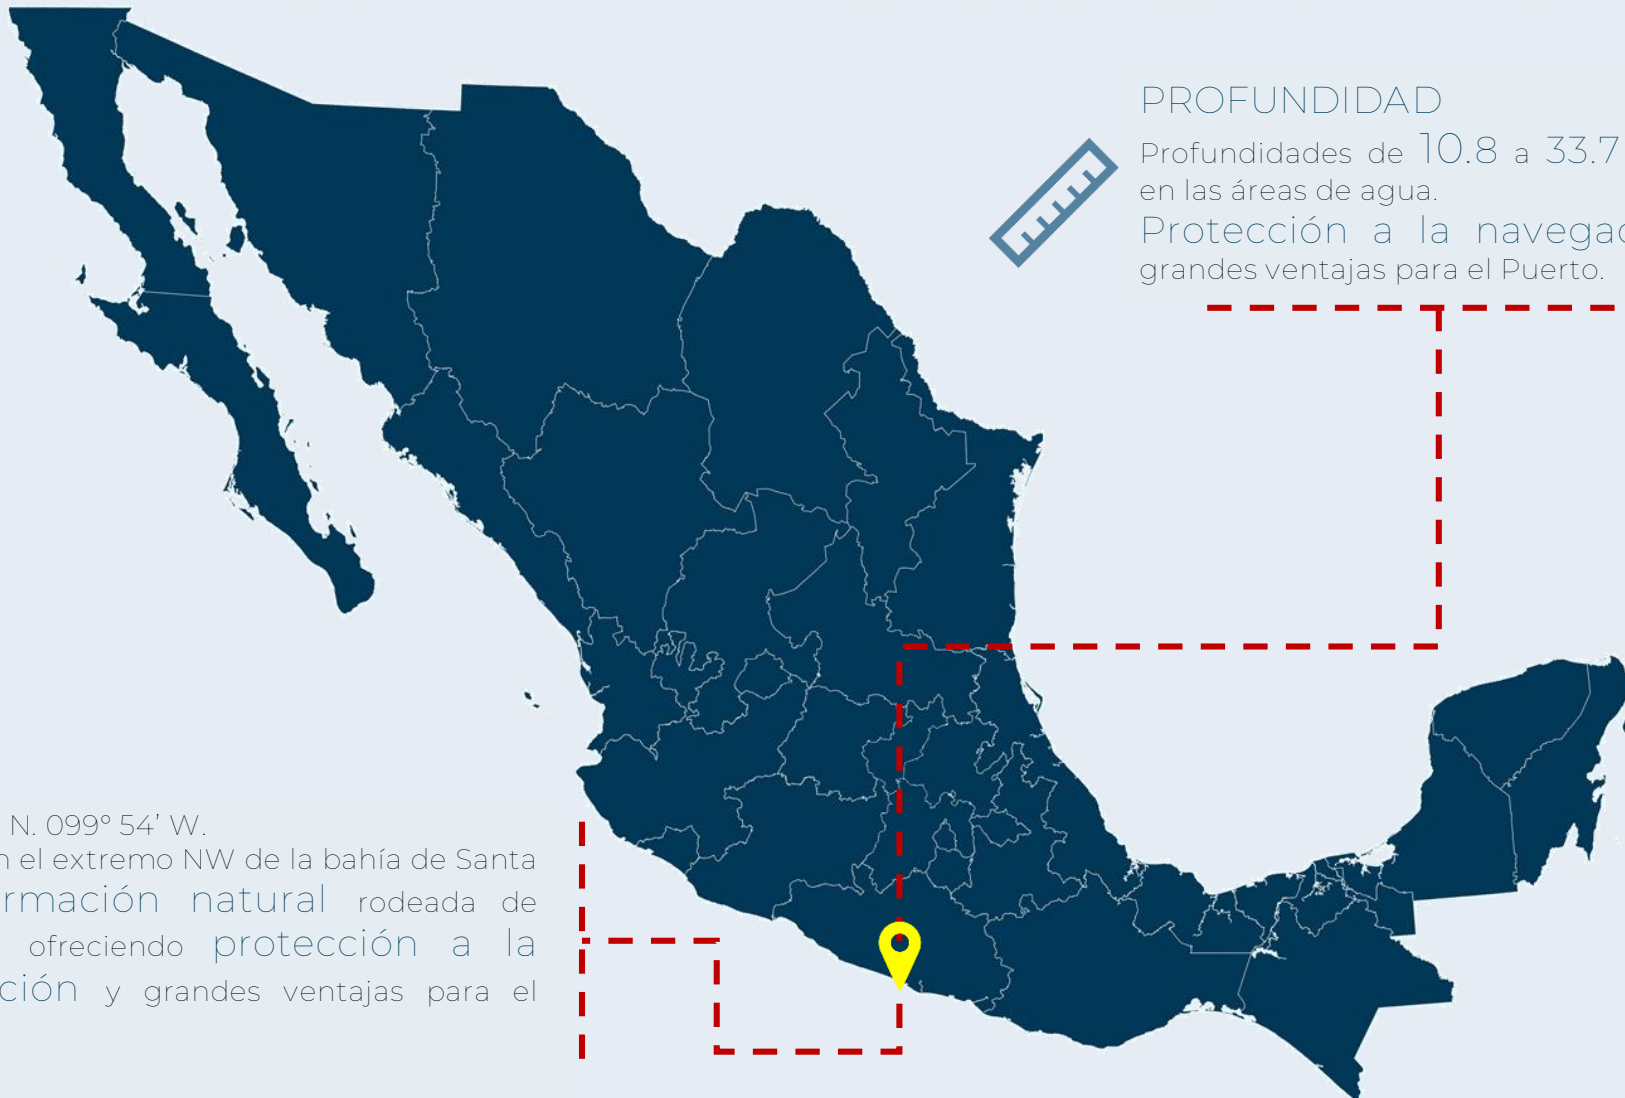 PROFUNDIDAD
Profundidades de 10.8 a 33.7
en las áreas de agua.
Protección a la navegac
grandes ventajas para el Puerto.
N. 099° 54’ W.
n el extremo NW de la bahía de Santa
rmación natural rodeada de
ofreciendo protección a la
ción y grandes ventajas para el